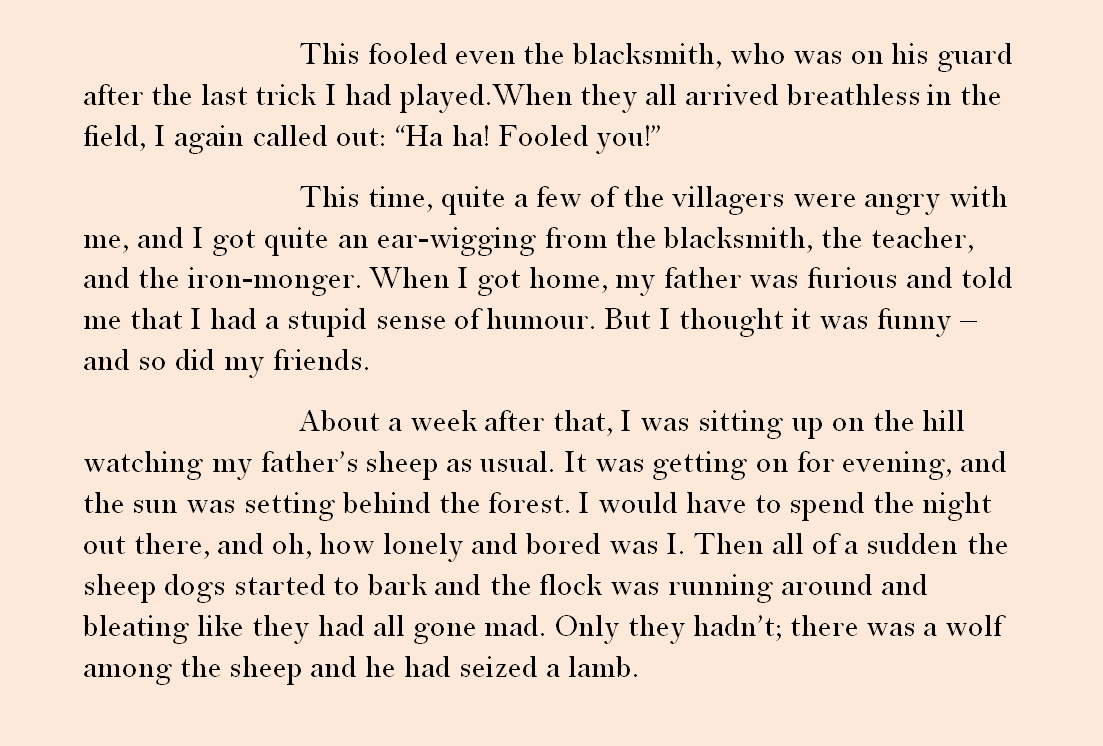 This fooled even the blacksmith, who was on his guard
after the last trick I had played.When they all arrived breathless in the
field, I again called out: “Ha ha! Fooled you!”
This time, quite a few of the villagers were angry with
me, and I got quite an ear-wigging from the blacksmith, the teacher,
and the iron-monger. When I got home, my father was furious and told
me that I had a stupid sense of humour. But I thought it was funny –
and so did my friends.
About a week after that, I was sitting up on the hill
watching my father’s sheep as usual. It was getting on for evening, and
the sun was setting behind the forest. I would have to spend the night
out there, and oh, how lonely and bored was I. Then all of a sudden the
sheep dogs started to bark and the flock was running around and
bleating like they had all gone mad. Only they hadn’t; there was a wolf
among the sheep and he had seized a lamb.